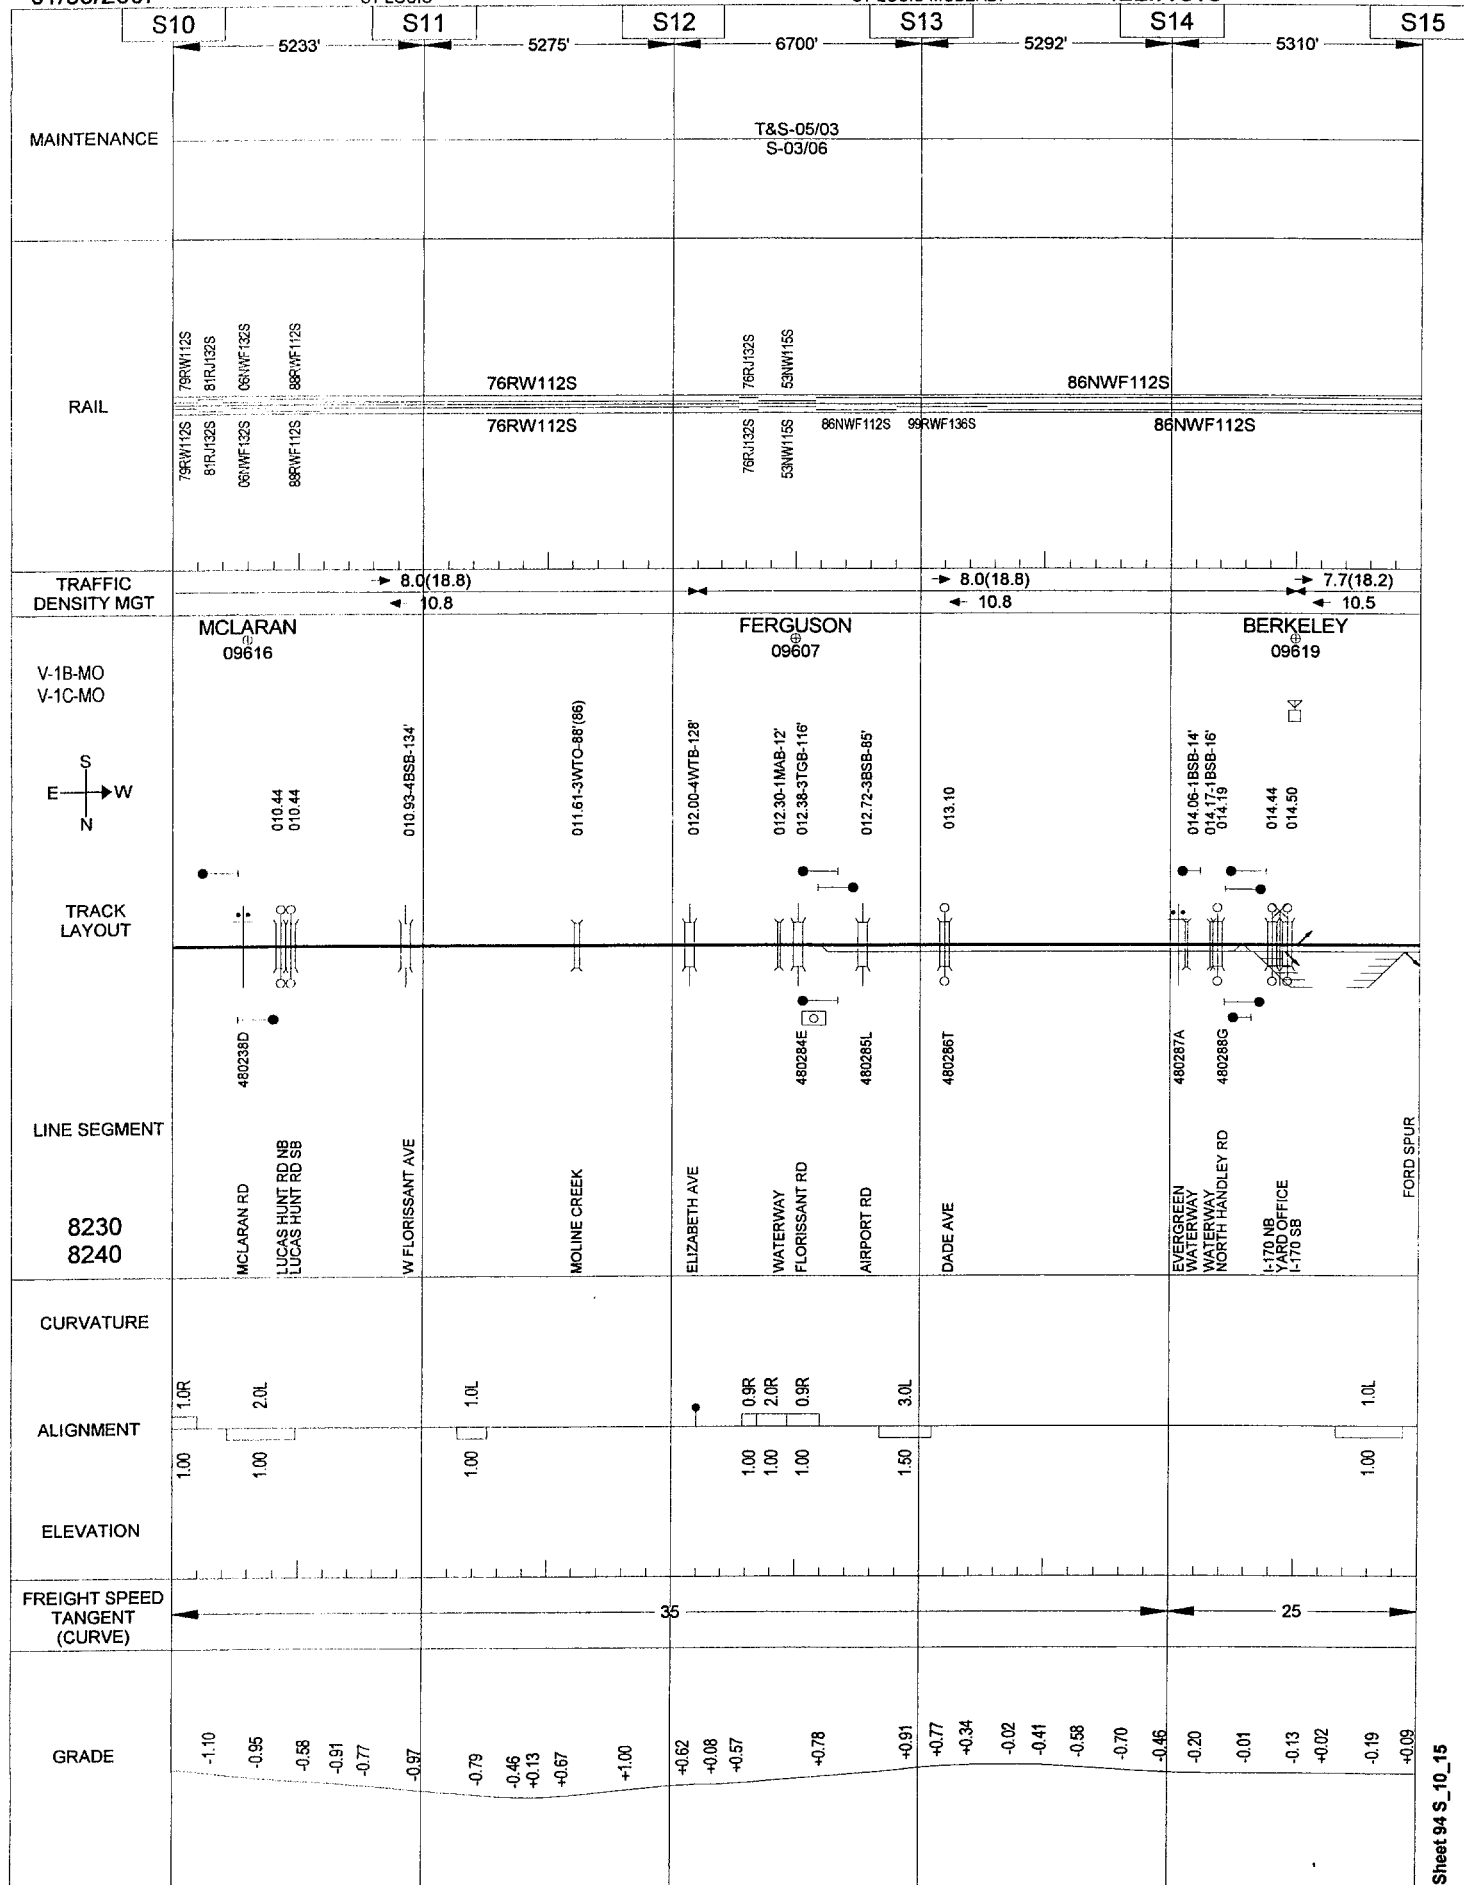 S10 S11 S12 S13 S14 S15
5233' 5275' 6700' 5292' 5310'
MAINTENANCE
T&S-05/03
S-03/06
RAIL
79RW112S 81RJ132S 06NWF132S 88RWF112S 76RJ132S 53NW115S
76RW112S 86NWF112S
76RW112S 86NWF112S 99RWF136S 86NWF112S
79RW112S 81RJ132S 06NWF132S 88RWF112S 76RJ132S 53NW115S
TRAFFIC
DENSITY MGT
8.0(18.8) 8.0(18.8) 7.7(18.2)
10.8 10.8 10.5
MCLARAN FERGUSON BERKELEY
09616 09607 09619
V-1B-MO
V-1C-MO
S
E W
N
010.44
010.44
010.93-4BSB-134'
011.61-3WTO-88'(86)
012.00-4WTB-128'
012.30-1MAB-12'
012.38-3TGB-116'
012.72-3BSB-85'
013.10
014.06-1BSB-14'
014.17-1BSB-16'
014.19
014.44
014.50
TRACK
LAYOUT
480238D
480284E
480285L
480286T
480287A
480288G
LINE SEGMENT
8230
8240
MCLARAN RD
LUCAS HUNT RD NB
LUCAS HUNT RD SB
W FLORISSANT AVE
MOLINE CREEK
ELIZABETH AVE
WATERWAY
FLORISSANT RD
AIRPORT RD
DADE AVE
EVERGREEN
WATERWAY
WATERWAY
NORTH HANDLEY RD
I-170 NB
YARD OFFICE
I-170 SB
FORD SPUR
CURVATURE
1.0R 2.0L 1.0L 0.9R 2.0R 0.9R 3.0L 1.0L
ALIGNMENT
1.00 1.00 1.00 1.00 1.00 1.00 1.50 1.00
ELEVATION
FREIGHT SPEED
TANGENT
(CURVE)
35 25
GRADE
-1.10 -0.95 -0.58 -0.91 -0.77 -0.97 -0.79 -0.46 +0.13 +0.67 +1.00 +0.62 +0.08 +0.57 +0.78 +0.91 +0.77 +0.34 -0.02 -0.41 -0.58 -0.70 -0.46 -0.20 -0.01 -0.13 +0.02 -0.19 +0.09
Sheet 94 S_10_15